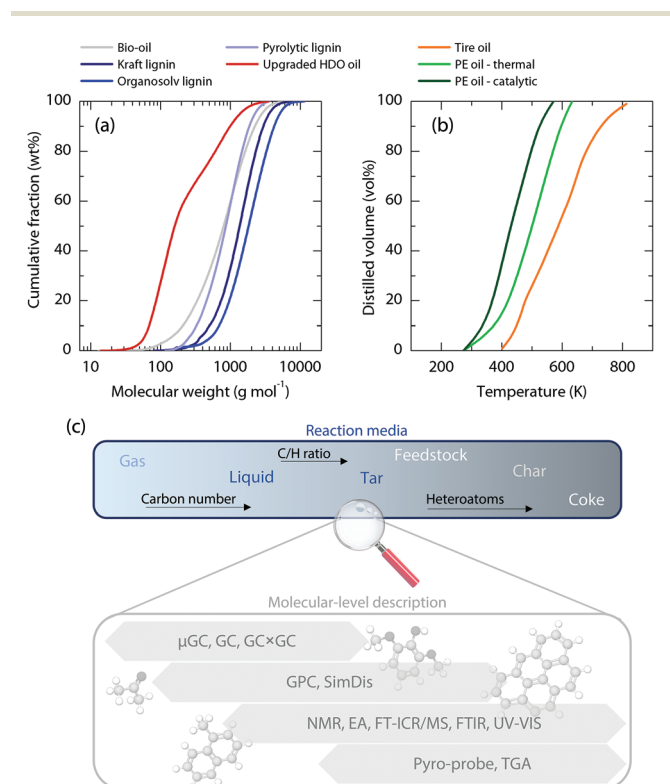 Bio-oil
Kraft lignin
Organosolv lignin
Pyrolytic lignin
Upgraded HDO oil
Tire oil
PE oil - thermal
PE oil - catalytic
(a)
Cumulative fraction (wt%)
100
80
60
40
20
0
10 100 1000 10000
Molecular weight (g mol⁻¹)
(b)
Distilled volume (vol%)
100
80
60
40
20
0
200 400 600 800
Temperature (K)
(c)
Reaction media
Gas
Liquid
C/H ratio
Tar
Feedstock
Char
Coke
Carbon number
Heteroatoms
Molecular-level description
μGC, GC, GC×GC
GPC, SimDis
NMR, EA, FT-ICR/MS, FTIR, UV-VIS
Pyro-probe, TGA